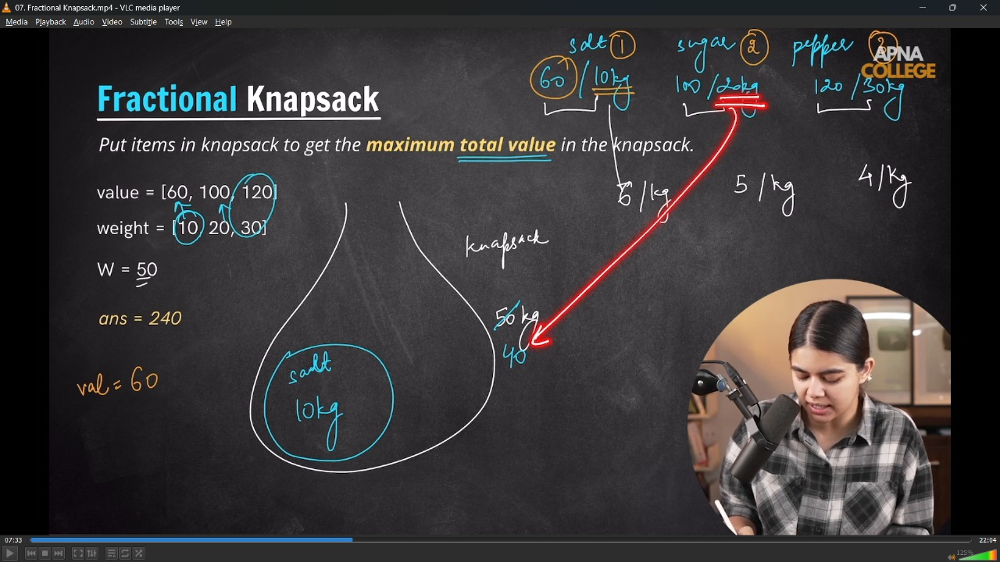 07. Fractional Knapsack.mp4 - VLC media player
Media Playback Audio Video Subtitle Tools View Help
salt 1 sugar 2 pepper 3
APNA COLLEGE
60 / 10kg 100 / 20kg 120 / 30kg
Fractional Knapsack
Put items in knapsack to get the maximum total value in the knapsack.
6 / kg 5 / kg 4 / kg
value = [60, 100, 120]
weight = [10, 20, 30]
knapsack
W = 50
50 kg
ans = 240
40
salt
val = 60
10kg
07:33 22:04
125%